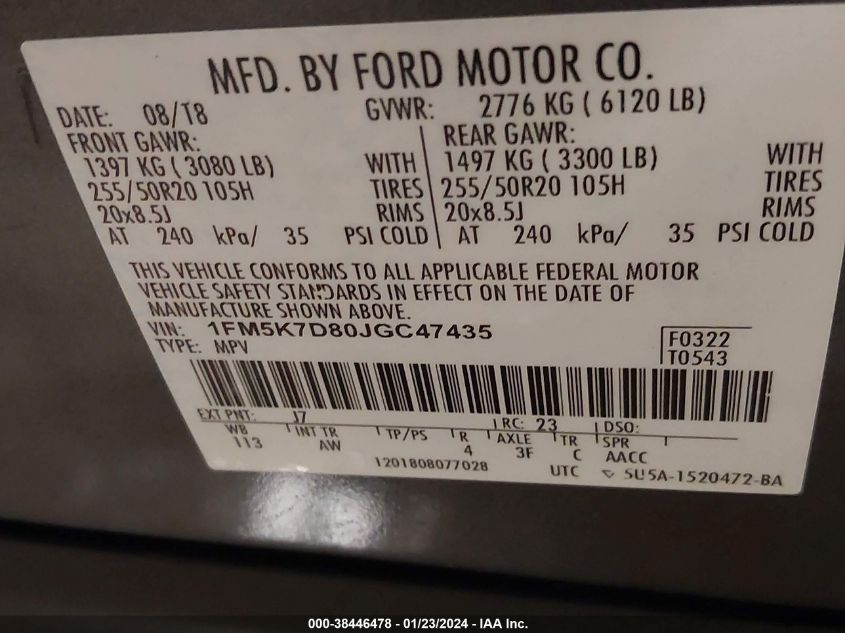 MFD. BY FORD MOTOR CO.
DATE: 08/18 GVWR: 2776 KG ( 6120 LB)
FRONT GAWR: REAR GAWR:
1397 KG ( 3080 LB) WITH 1497 KG ( 3300 LB) WITH
255/50R20 105H TIRES 255/50R20 105H TIRES
20x8.5J RIMS 20x8.5J RIMS
AT 240 kPa/ 35 PSI COLD AT 240 kPa/ 35 PSI COLD
THIS VEHICLE CONFORMS TO ALL APPLICABLE FEDERAL MOTOR
VEHICLE SAFETY STANDARDS IN EFFECT ON THE DATE OF
MANUFACTURE SHOWN ABOVE.
VIN: 1FM5K7D80JGC47435 F0322
TYPE: MPV T0543
EXT PNT: J7 RC: 23 DSO:
WB INT TR TP/PS R AXLE TR SPR
113 AW 4 3F C AACC
1201808077028 UTC 5U5A-1520472-BA
000-38446478 - 01/23/2024 - IAA Inc.